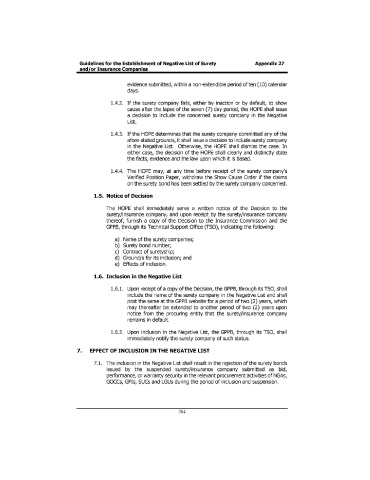 Guidelines for the Establishment of Negative List of Surety Appendix 27
and/or Insurance Companies
evidence submitted, within a non-extendible period of ten (10) calendar
days.
1.4.2. If the surety company fails, either by inaction or by default, to show
cause after the lapse of the seven (7) day period, the HOPE shall issue
a decision to include the concerned surety company in the Negative
List.
1.4.3. If the HOPE determines that the surety company committed any of the
afore-stated grounds, it shall issue a decision to include surety company
in the Negative List. Otherwise, the HOPE shall dismiss the case. In
either case, the decision of the HOPE shall clearly and distinctly state
the facts, evidence and the law upon which it is based.
1.4.4. The HOPE may, at any time before receipt of the surety company's
Verified Position Paper, withdraw the Show Cause Order if the claims
on the surety bond has been settled by the surety company concerned.
1.5. Notice of Decision
The HOPE shall immediately serve a written notice of the Decision to the
surety/insurance company, and upon receipt by the surety/insurance company
thereof, furnish a copy of the Decision to the Insurance Commission and the
GPPB, through its Technical Support Office (TSO), indicating the following:
a) Name of the surety companies;
b) Surety bond number;
c) Contract of suretyship;
d) Grounds for its inclusion; and
e) Effects of inclusion.
1.6. Inclusion in the Negative List
1.6.1. Upon receipt of a copy of the Decision, the GPPB, through its TSO, shall
include the name of the surety company in the Negative List and shall
post the same at the GPPB website for a period of two (2) years, which
may thereafter be extended to another period of two (2) years upon
notice from the procuring entity that the surety/insurance company
remains in default.
1.6.2. Upon inclusion in the Negative List, the GPPB, through its TSO, shall
immediately notify the surety company of such status.
7. EFFECT OF INCLUSION IN THE NEGATIVE LIST
7.1. The inclusion in the Negative List shall result in the rejection of the surety bonds
issued by the suspended surety/insurance company submitted as bid,
performance, or warranty security in the relevant procurement activities of NGAs,
GOCCs, GFIs, SUCs and LGUs during the period of inclusion and suspension.
304